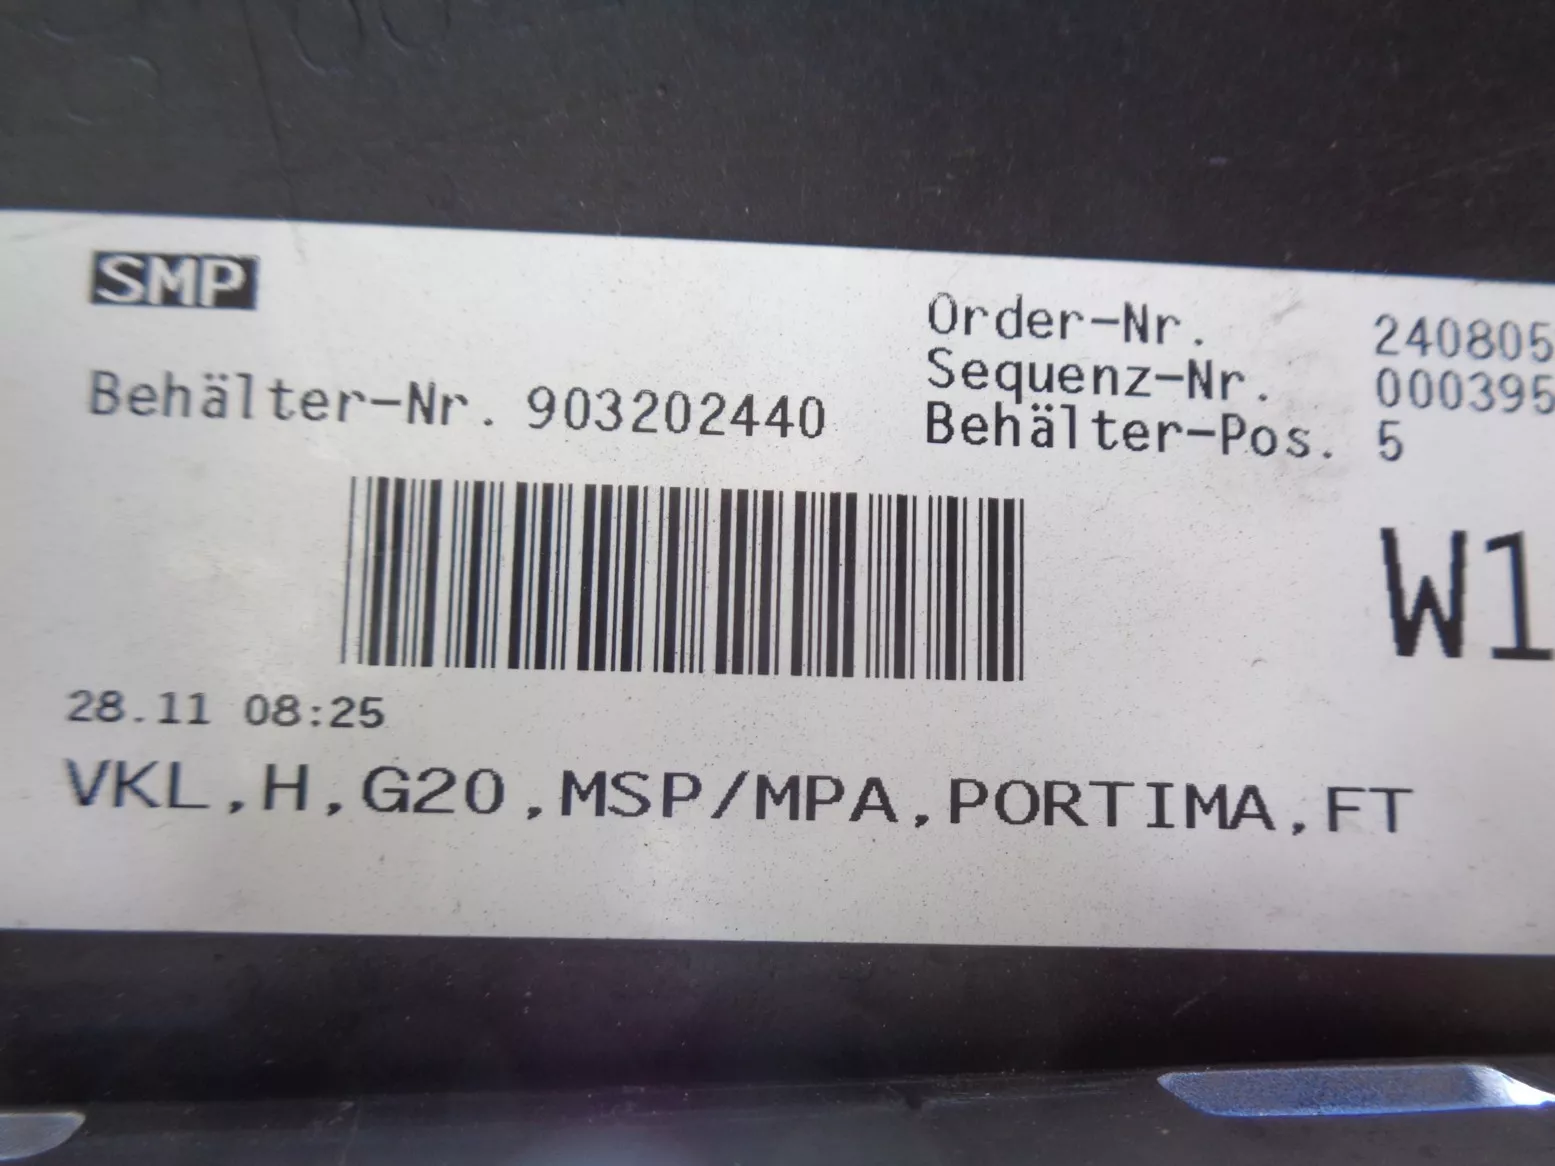 SMP
Behälter-Nr. 903202440
Order-Nr. 240805
Sequenz-Nr. 000395
Behälter-Pos. 5
W1
28.11 08:25
VKL,H,G20,MSP/MPA,PORTIMA,FT